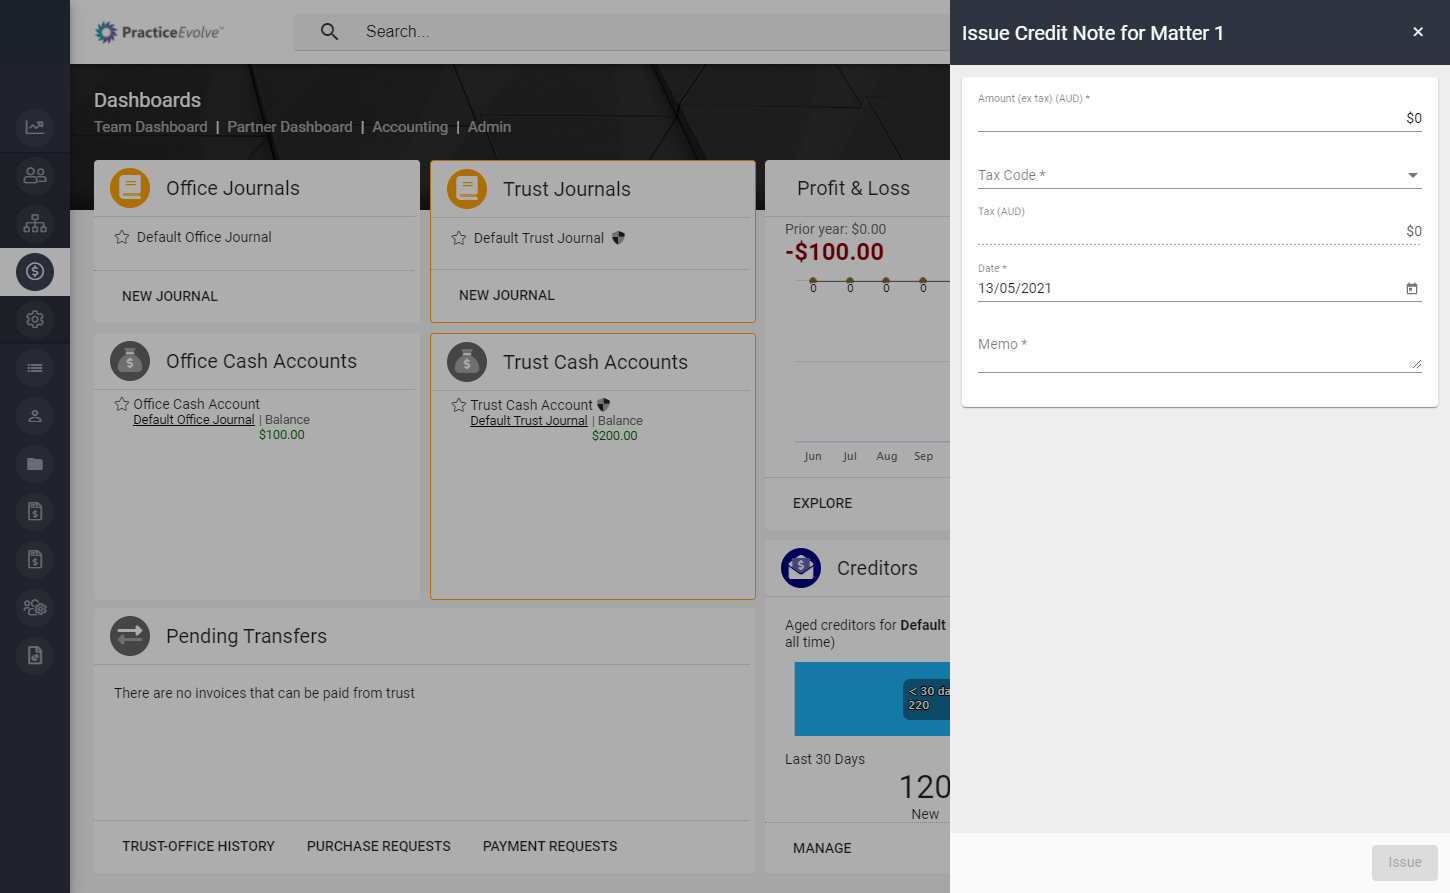 PracticeEvolve™
Search...
Dashboards
Team Dashboard | Partner Dashboard | Accounting | Admin
Office Journals
Default Office Journal
NEW JOURNAL
Trust Journals
Default Trust Journal
NEW JOURNAL
Profit & Loss
Prior year: $0.00
-$100.00
0 0 0 0
Jun Jul Aug Sep
EXPLORE
Office Cash Accounts
Office Cash Account
Default Office Journal | Balance
$100.00
Trust Cash Accounts
Trust Cash Account
Default Trust Journal | Balance
$200.00
Creditors
Aged creditors for Default
all time)
< 30 da
220
Last 30 Days
120
New
MANAGE
Pending Transfers
There are no invoices that can be paid from trust
TRUST-OFFICE HISTORY PURCHASE REQUESTS PAYMENT REQUESTS
Issue Credit Note for Matter 1
×
Amount (ex tax) (AUD) *
$0
Tax Code *
Tax (AUD)
$0
Date *
13/05/2021
Memo *
Issue